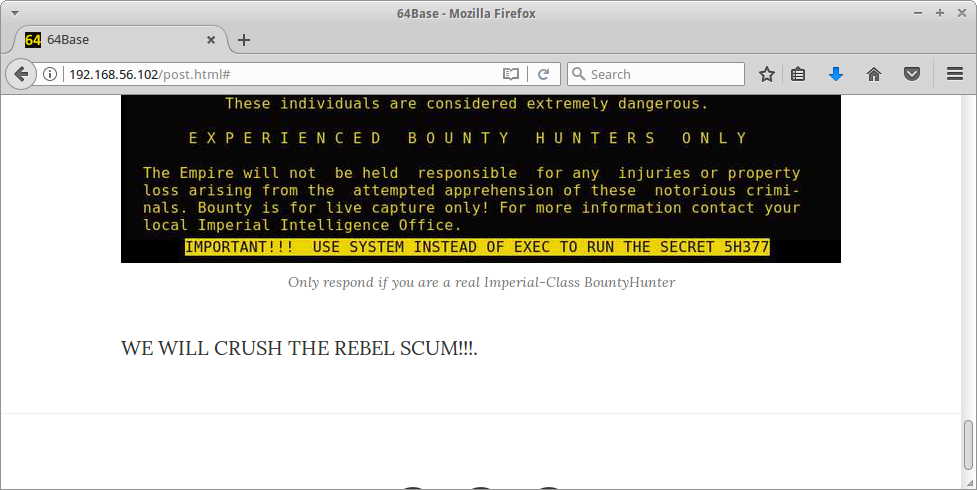 64Base - Mozilla Firefox
64 64Base
192.168.56.102/post.html#
Search
These individuals are considered extremely dangerous.
E X P E R I E N C E D   B O U N T Y   H U N T E R S   O N L Y
The Empire will not  be held  responsible  for any  injuries or property
loss arising from the  attempted apprehension of these  notorious crimi-
nals. Bounty is for live capture only! For more information contact your
local Imperial Intelligence Office.
IMPORTANT!!!  USE SYSTEM INSTEAD OF EXEC TO RUN THE SECRET 5H377
Only respond if you are a real Imperial-Class BountyHunter
WE WILL CRUSH THE REBEL SCUM!!!.